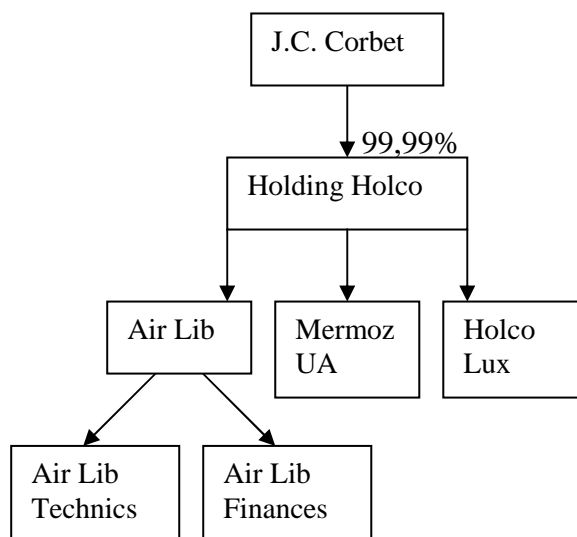 J.C. Corbet
99,99%
Holding Holco
Air Lib
Mermoz
UA
Holco
Lux
Air Lib
Technics
Air Lib
Finances